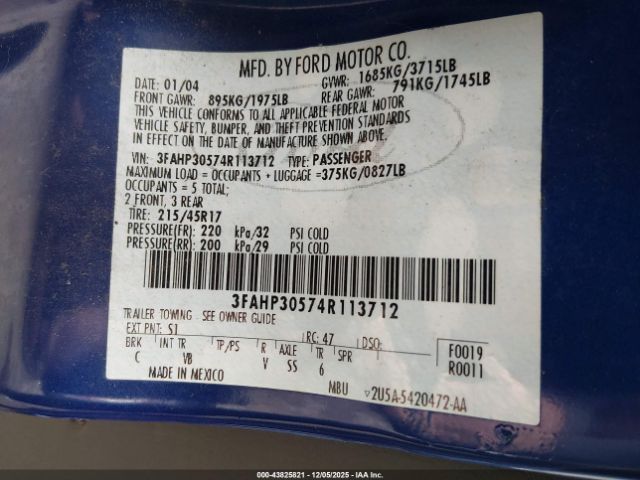 MFD. BY FORD MOTOR CO.
DATE: 01/04 GVWR: 1685KG/3715LB
FRONT GAWR: 895KG/1975LB REAR GAWR: 791KG/1745LB
THIS VEHICLE CONFORMS TO ALL APPLICABLE FEDERAL MOTOR
VEHICLE SAFETY, BUMPER, AND THEFT PREVENTION STANDARDS
IN EFFECT ON THE DATE OF MANUFACTURE SHOWN ABOVE.
VIN: 3FAHP30574R113712 TYPE: PASSENGER
MAXIMUM LOAD = OCCUPANTS + LUGGAGE =375KG/0827LB
OCCUPANTS = 5 TOTAL;
2 FRONT, 3 REAR
TIRE: 215/45R17
PRESSURE(FR): 220 kPa/32 PSI COLD
PRESSURE(RR): 200 kPa/29 PSI COLD
3FAHP30574R113712
TRAILER TOWING - SEE OWNER GUIDE
EXT PNT: S1 RC: 47 DSO: F0019
BRK INT TR TP/PS R AXLE TR SPR R0011
C VB V SS 6
MADE IN MEXICO MBU ▽2U5A-5420472-AA
000-43825821 - 12/05/2025 - IAA Inc.